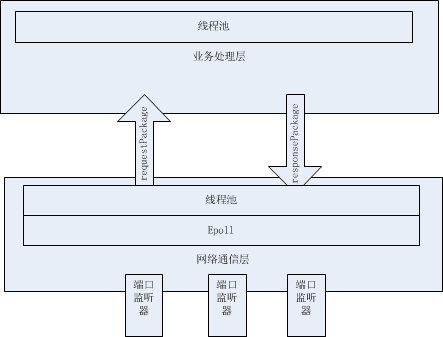 线程池
业务处理层
requestPackage
responsePackage
线程池
Epoll
网络通信层
端口
监听
器
端口
监听
器
端口
监听
器